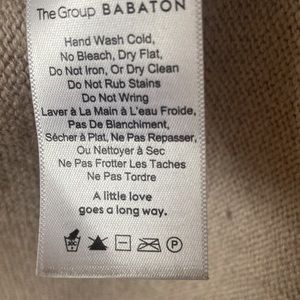 The Group BABATON
Hand Wash Cold,
No Bleach, Dry Flat,
Do Not Iron, Or Dry Clean
Do Not Rub Stains
Do Not Wring
Laver à La Main à L'eau Froide,
Pas De Blanchiment,
Sécher à Plat, Ne Pas Repasser,
Ou Nettoyer à Sec
Ne Pas Frotter Les Taches
Ne Pas Tordre
A little love
goes a long way.
P